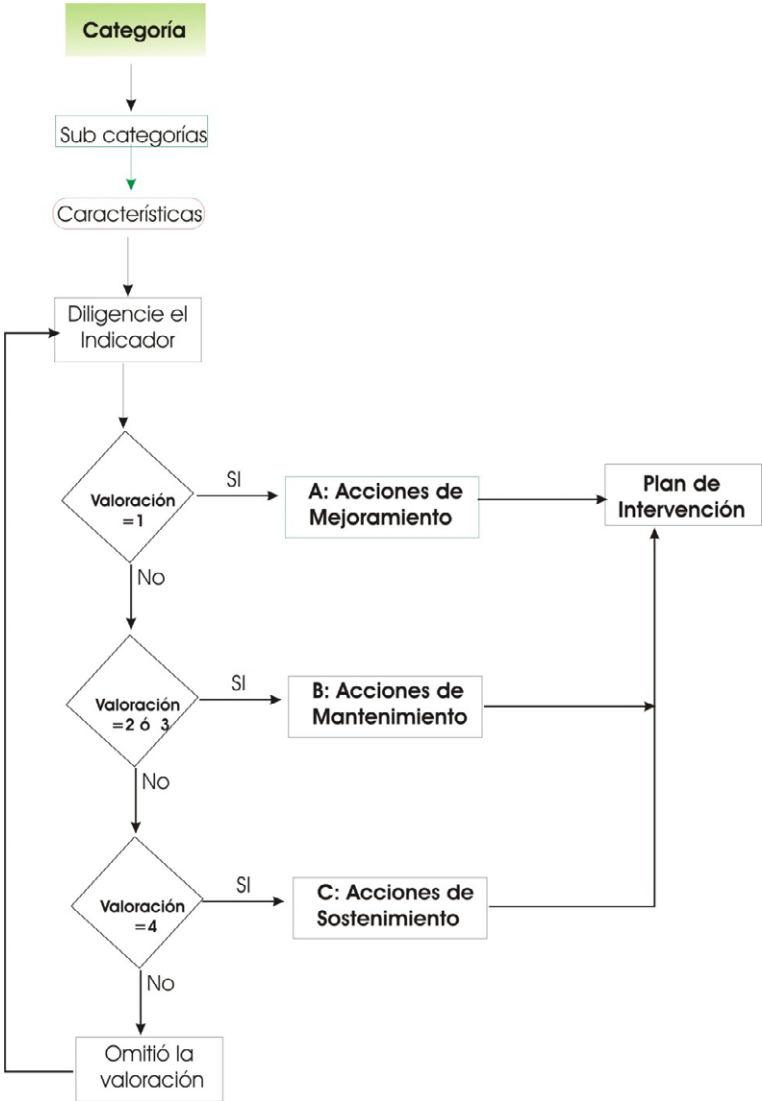 Categoría
Sub categorías
Característicias
Diligencie el
Indicador
Valoración
=1
SI
A: Acciones de
Mejoramiento
Plan de
Intervención
No
Valoración
=2 ó 3
SI
B: Acciones de
Mantenimiento
No
Valoración
=4
SI
C: Acciones de
Sostenimiento
No
Omitió la
valoración